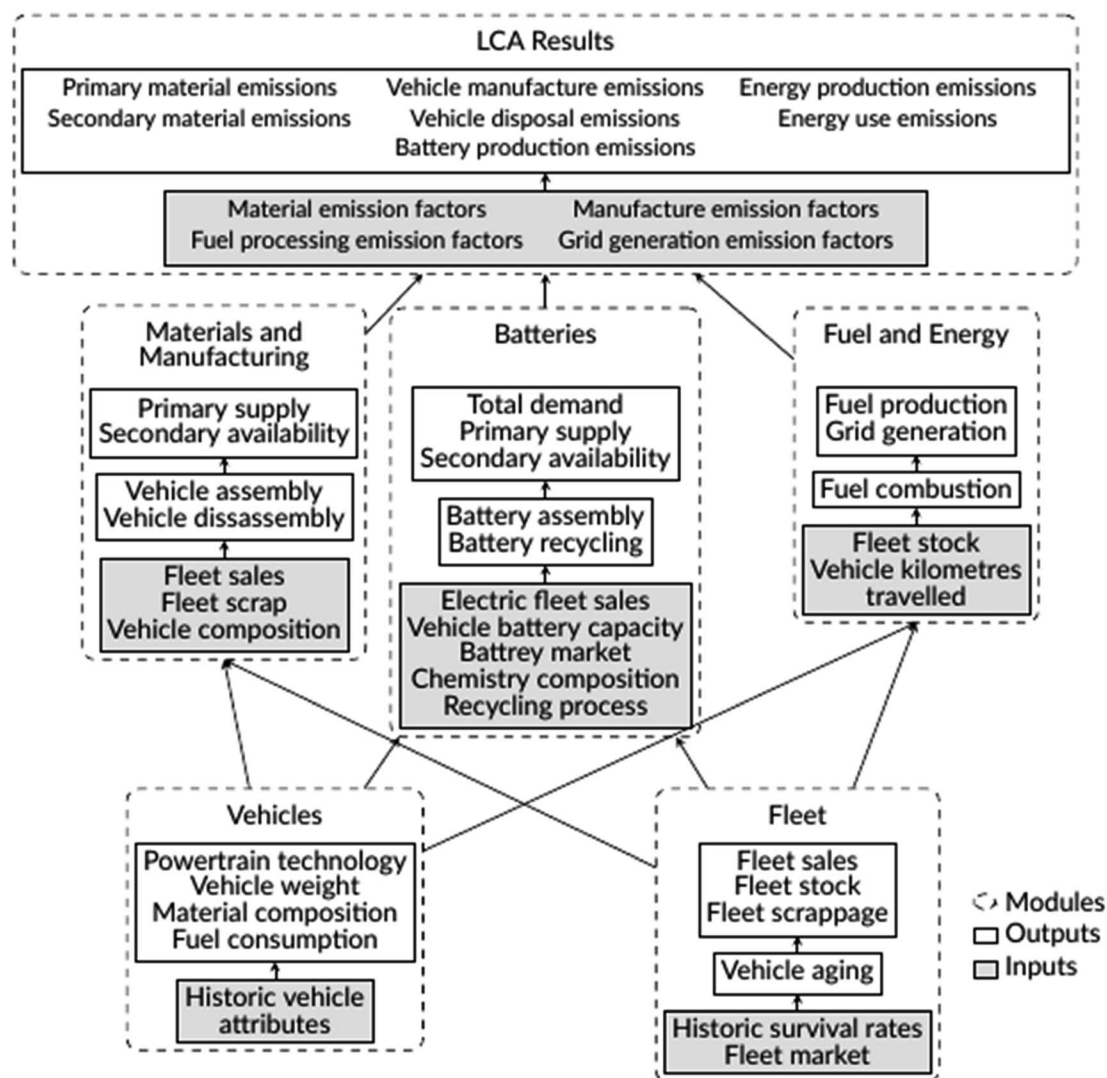 LCA Results
Primary material emissions
Vehicle manufacture emissions
Energy production emissions
Secondary material emissions
Vehicle disposal emissions
Energy use emissions
Battery production emissions
Material emission factors
Manufacture emission factors
Fuel processing emission factors
Grid generation emission factors
Materials and
Manufacturing
Primary supply
Secondary availability
Vehicle assembly
Vehicle dissassembly
Fleet sales
Fleet scrap
Vehicle composition
Batteries
Total demand
Primary supply
Secondary availability
Battery assembly
Battery recycling
Electric fleet sales
Vehicle battery capacity
Battrey market
Chemistry composition
Recycling process
Fuel and Energy
Fuel production
Grid generation
Fuel combustion
Fleet stock
Vehicle kilometres
travelled
Vehicles
Powertrain technology
Vehicle weight
Material composition
Fuel consumption
Historic vehicle
attributes
Fleet
Fleet sales
Fleet stock
Fleet scrappage
Vehicle aging
Historic survival rates
Fleet market
Modules
Outputs
Inputs